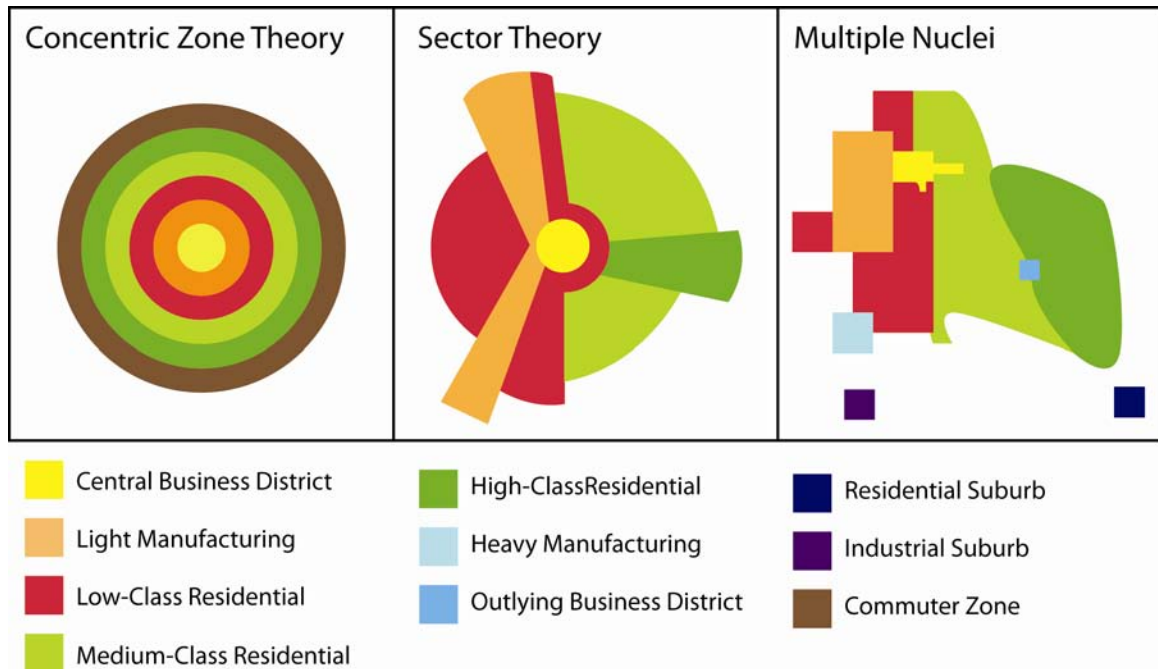 Concentric Zone Theory
Sector Theory
Multiple Nuclei
Central Business District
Light Manufacturing
Low-Class Residential
Medium-Class Residential
High-ClassResidential
Heavy Manufacturing
Outlying Business District
Residential Suburb
Industrial Suburb
Commuter Zone